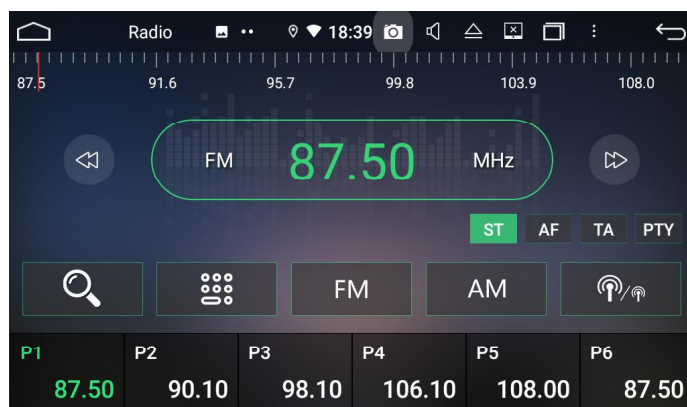 Radio 18:39
87.5 91.6 95.7 99.8 103.9 108.0
FM 87.50 MHz
ST AF TA PTY
FM AM
P1 P2 P3 P4 P5 P6
87.50 90.10 98.10 106.10 108.00 87.50